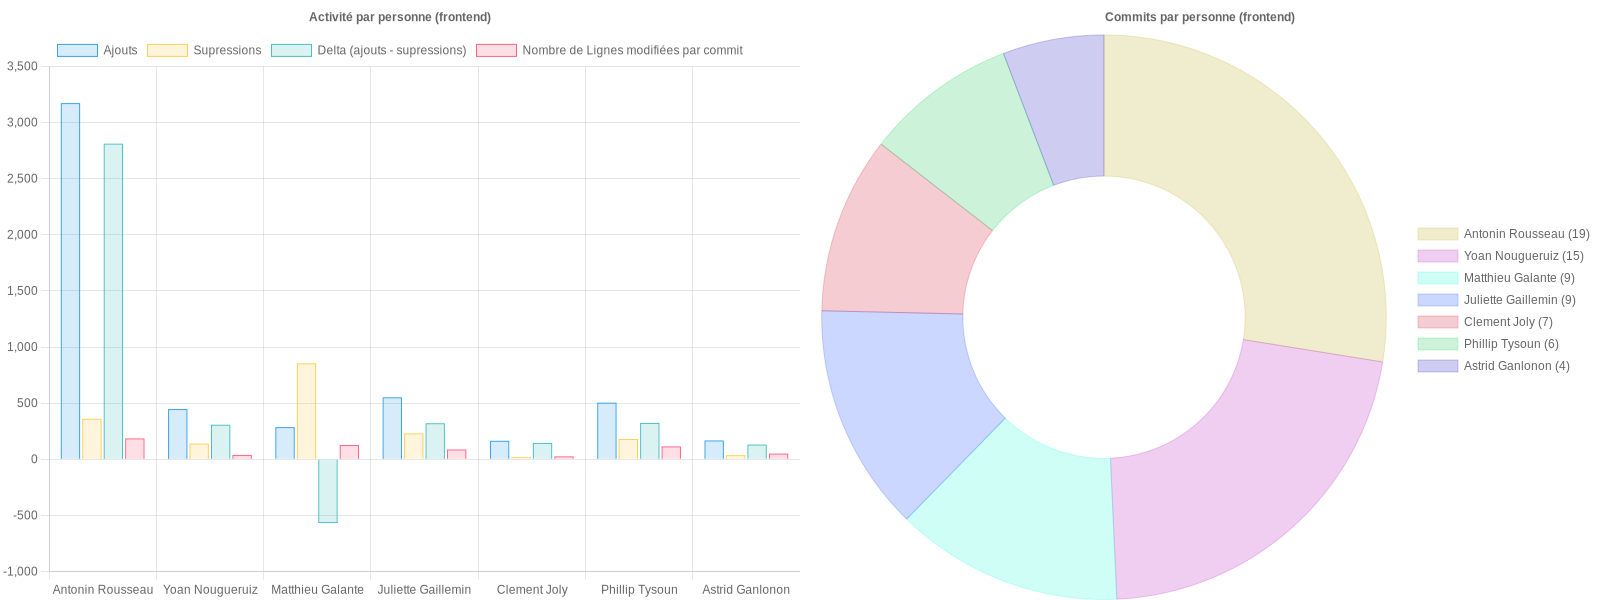 Activité par personne (frontend)
Ajouts Supressions Delta (ajouts - supressions) Nombre de Lignes modifiées par commit
3,500
3,000
2,500
2,000
1,500
1,000
500
0
-500
-1,000
Antonin Rousseau Yoan Nougueruiz Matthieu Galante Juliette Gaillemin Clement Joly Phillip Tysoun Astrid Ganlonon
Commits par personne (frontend)
Antonin Rousseau (19)
Yoan Nougueruiz (15)
Matthieu Galante (9)
Juliette Gaillemin (9)
Clement Joly (7)
Phillip Tysoun (6)
Astrid Ganlonon (4)